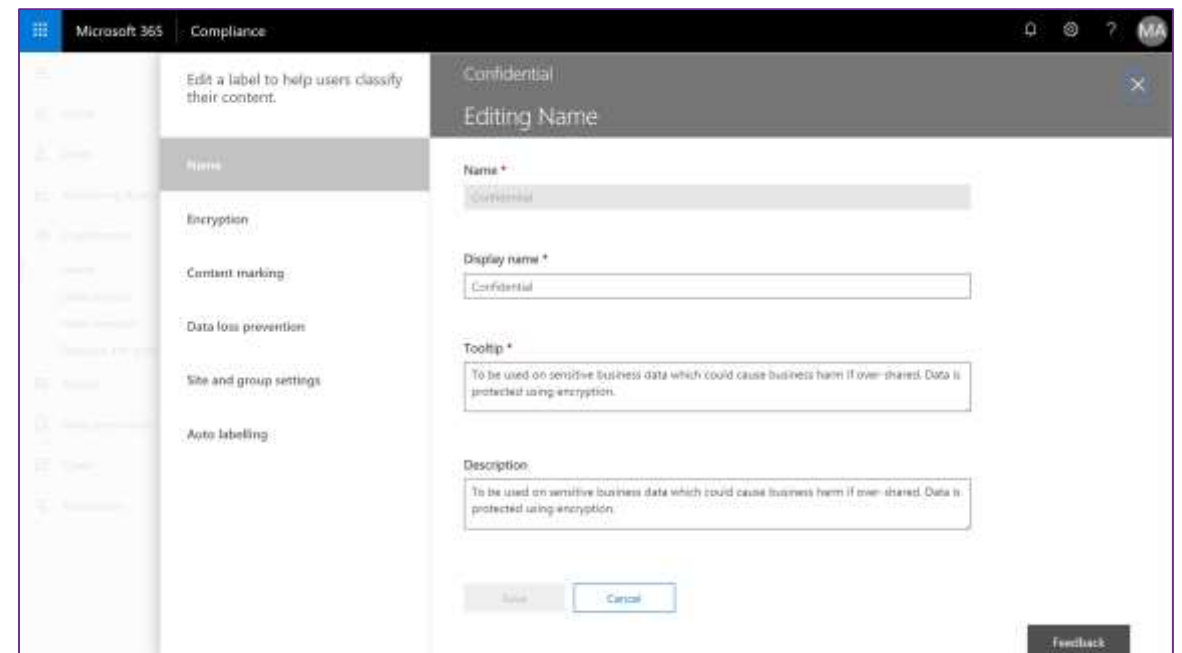 Microsoft 365 Compliance ? MA
Edit a label to help users classify
their content.
Confidential
Editing Name
Name
Name *
Confidential
Encryption
Display name *
Content marking
Confidential
Data loss prevention
Tooltip *
To be used on sensitive business data which could cause business harm if over-shared. Data is
protected using encryption.
Site and group settings
Auto labelling
Description
To be used on sensitive business data which could cause business harm if over-shared. Data is
protected using encryption.
Save Cancel
Feedback